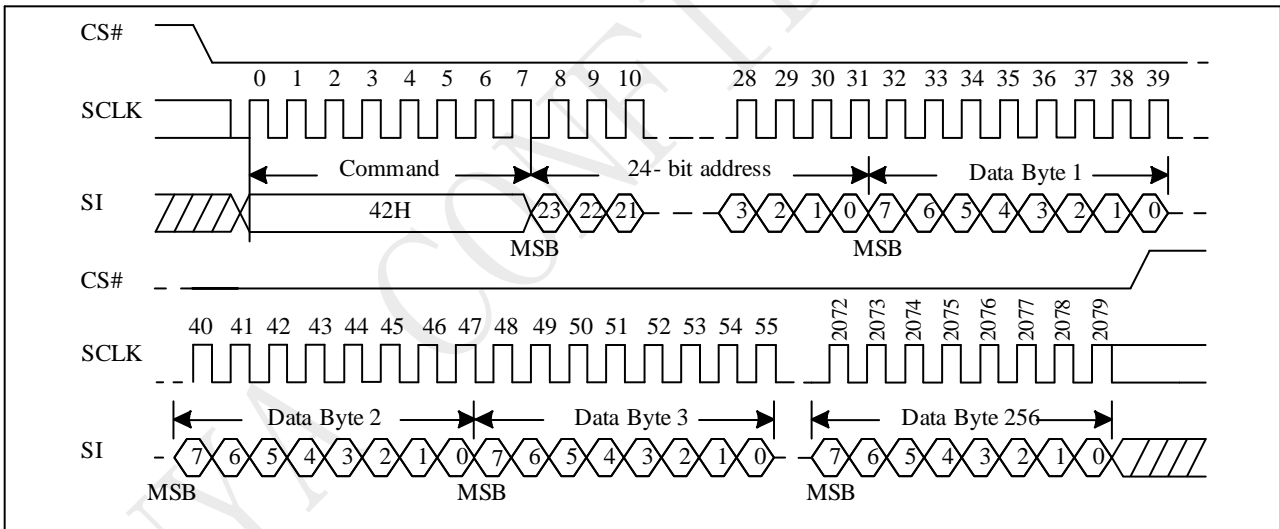 CS#
0 1 2 3 4 5 6 7 8 9 10 28 29 30 31 32 33 34 35 36 37 38 39
SCLK
Command 24- bit address Data Byte 1
SI 42H 23 22 21 3 2 1 0 7 6 5 4 3 2 1 0
MSB MSB
CS#
40 41 42 43 44 45 46 47 48 49 50 51 52 53 54 55 2072 2073 2074 2075 2076 2077 2078 2079
SCLK
Data Byte 2 Data Byte 3 Data Byte 256
SI 7 6 5 4 3 2 1 0 7 6 5 4 3 2 1 0 7 6 5 4 3 2 1 0
MSB MSB MSB